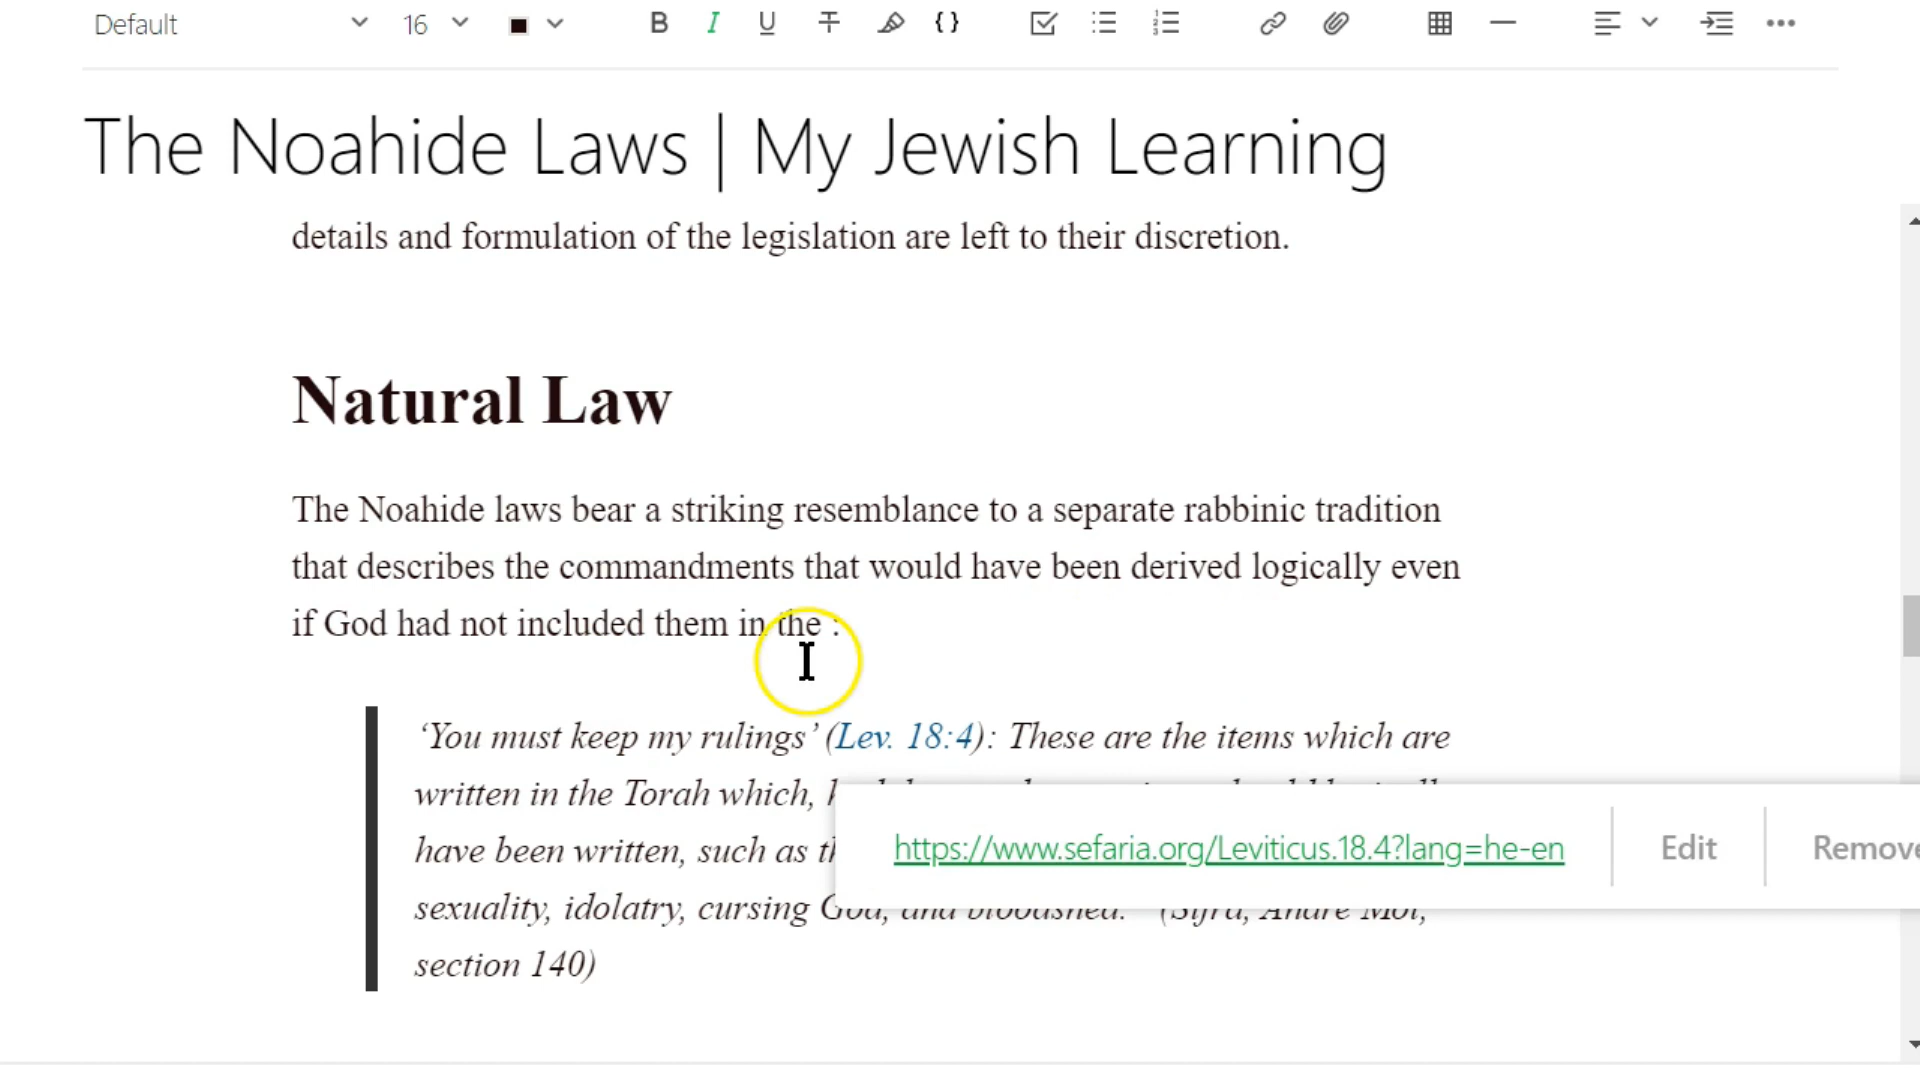 Default 16 B I U T {}
The Noahide Laws | My Jewish Learning
details and formulation of the legislation are left to their discretion.
Natural Law
The Noahide laws bear a striking resemblance to a separate rabbinic tradition
that describes the commandments that would have been derived logically even
if God had not included them in the :
‘You must keep my rulings’ (Lev. 18:4): These are the items which are
written in the Torah which,
have been written, such as
https://www.sefaria.org/Leviticus.18.4?lang=he-en Edit Remove
sexuality, idolatry, cursing God, and bloodshed.
section 140)